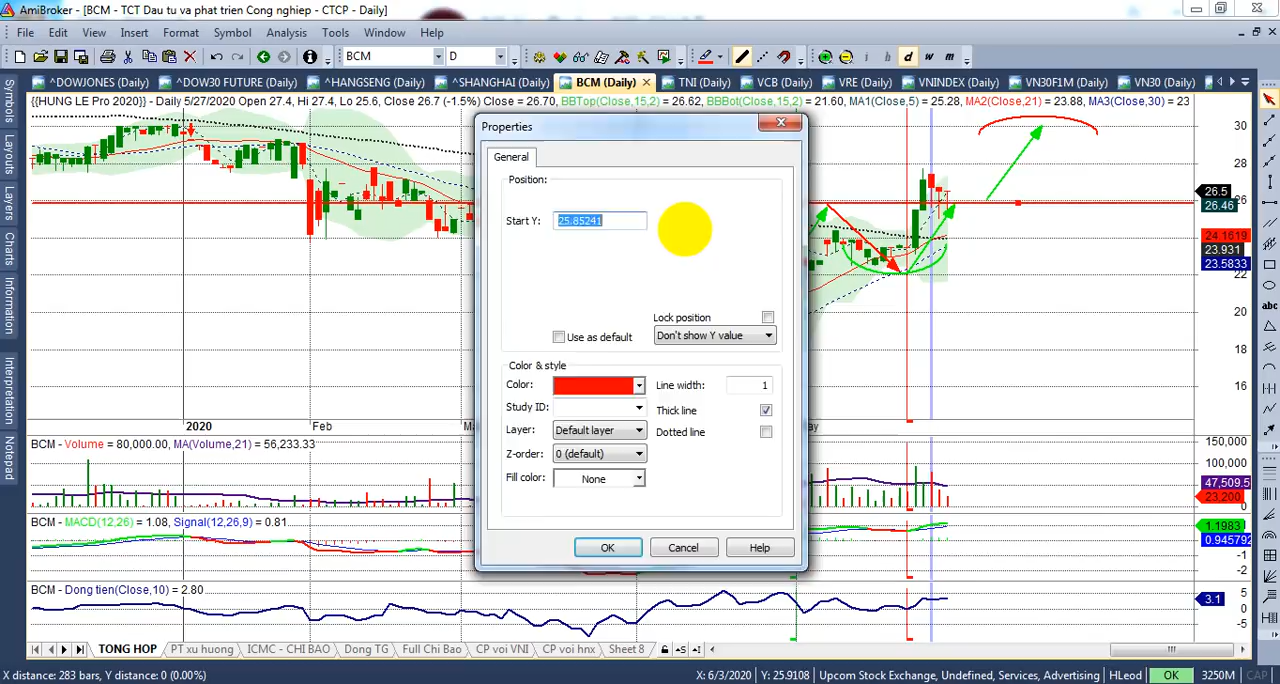 AmiBroker - [BCM - TCT Dau tu va phat trien Cong nghiep - CTCP - Daily]
File Edit View Insert Format Symbol Analysis Tools Window Help
BCM D i h d w m
^DOWJONES (Daily) ^DOW30 FUTURE (Daily) ^HANGSENG (Daily) ^SHANGHAI (Daily) BCM (Daily) TNI (Daily) VCB (Daily) VRE (Daily) VNINDEX (Daily) VN30F1M (Daily) VN30 (Daily)
{{HUNG LE Pro 2020}} - Daily 5/27/2020 Open 27.4, Hi 27.4, Lo 25.6, Close 26.7 (-1.5%) Close = 26.70, BBTop(Close,15,2) = 26.62, BBBot(Close,15,2) = 21.60, MA1(Close,5) = 25.28, MA2(Close,21) = 23.88, MA3(Close,30) = 23
Symbols
Layouts
Layers
Charts
Information
Interpretation
Notepad
Properties
General
Position:
Start Y: 25.85241
Lock position
Use as default Don't show Y value
Color & style
Color: Line width: 1
Study ID: Thick line
Layer: Default layer Dotted line
Z-order: 0 (default)
Fill color: None
OK Cancel Help
30
28
26.5
26
26.46
24.1619
23.931
23.5833
22
20
18
16
abc
2020 Feb
BCM - Volume = 80,000.00, MA(Volume,21) = 56,233.33
150,000
100,000
47,509.5
23,200
BCM - MACD(12,26) = 1.08, Signal(12,26,9) = 0.81
1.1983
0.945792
-1
-2
BCM - Dong tien(Close,10) = 2.80
5
3.1
0
-5
TONG HOP PT xu huong ICMC - CHI BAO Dong TG Full Chi Bao CP voi VNI CP voi hnx Sheet 8
X distance: 283 bars, Y distance: 0 (0.00%) X: 6/3/2020 Y: 25.9108 Upcom Stock Exchange, Undefined, Services, Advertising HLeod OK 3250M CAP